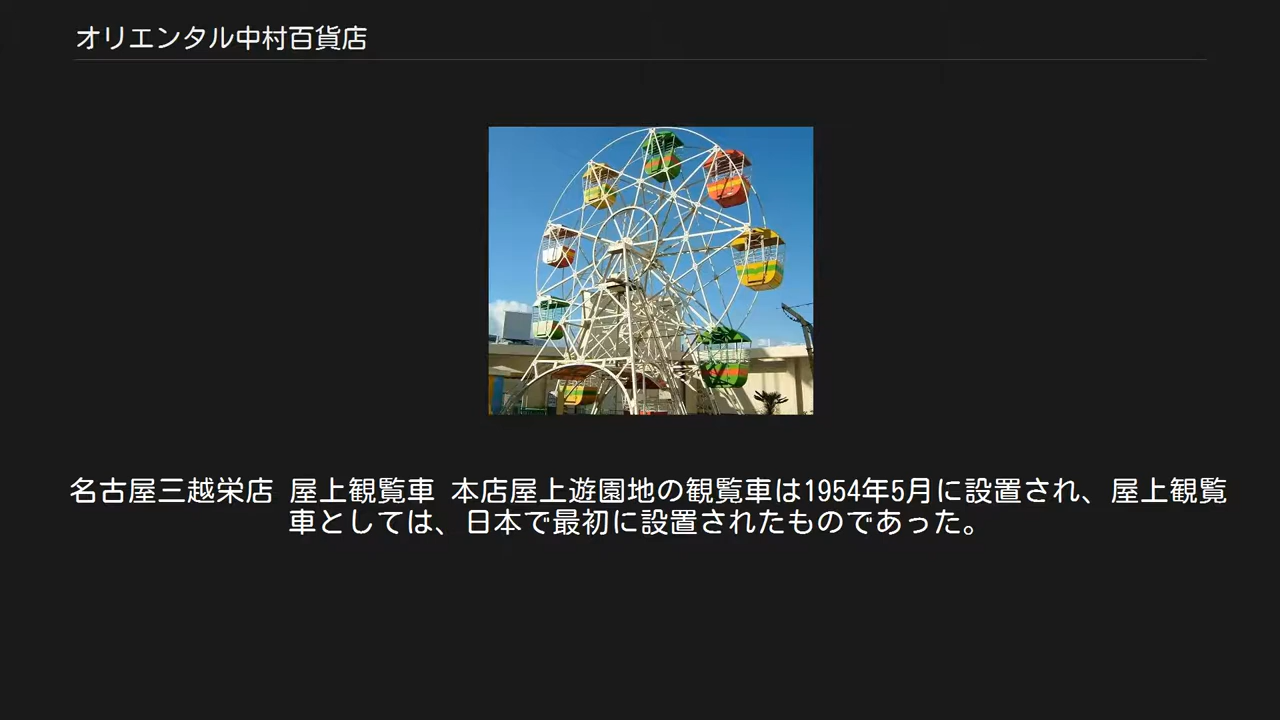 オリエンタル中村百貨店
名古屋三越栄店 屋上観覧車 本店屋上遊園地の観覧車は1954年5月に設置され、屋上観覧
車としては、日本で最初に設置されたものであった。